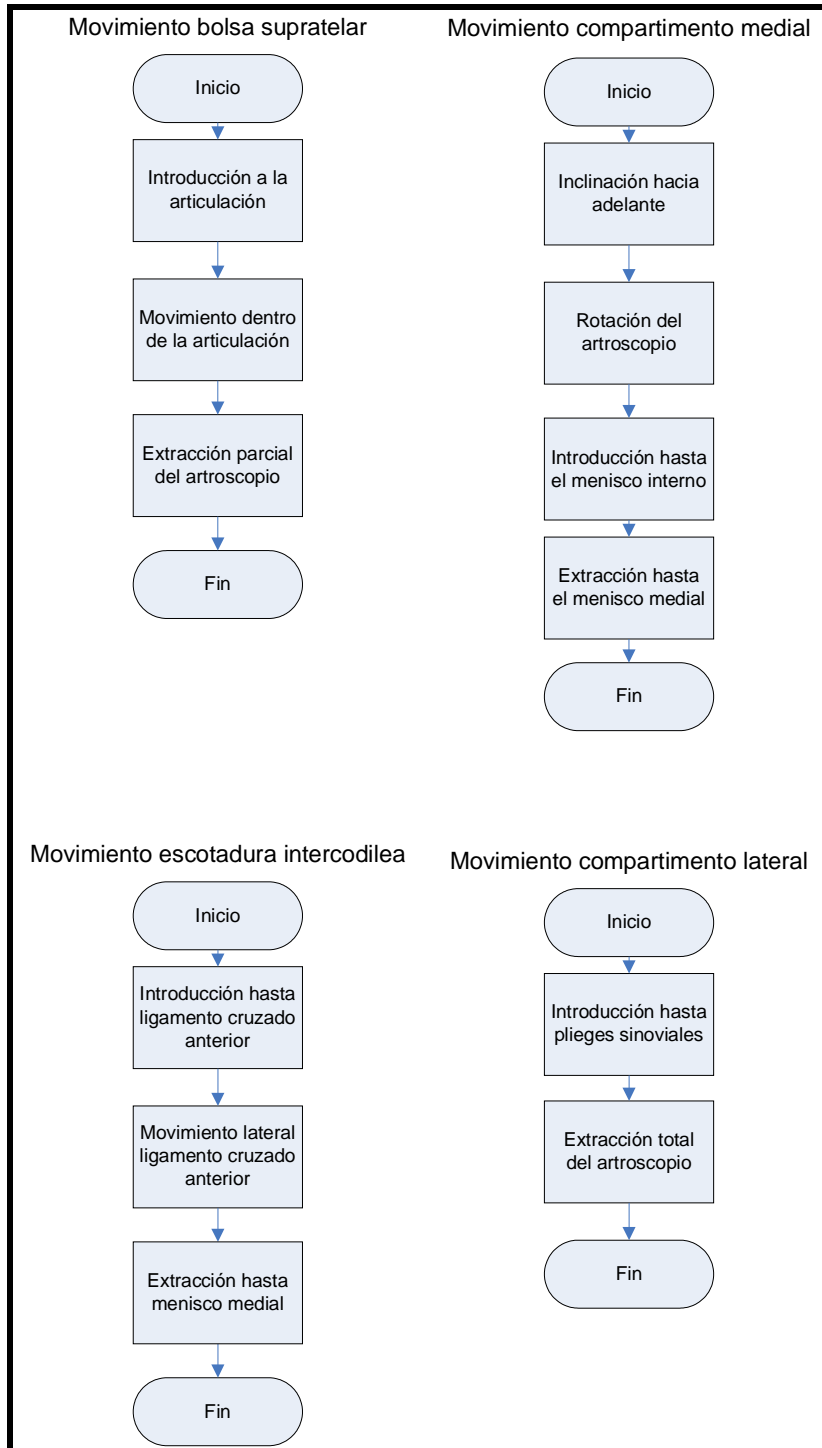 Movimiento bolsa supratelar
Inicio
Introducción a la
articulación
Movimiento dentro
de la articulación
Extracción parcial
del artroscopio
Fin
Movimiento compartimento medial
Inicio
Inclinación hacia
adelante
Rotación del
artroscopio
Introducción hasta
el menisco interno
Extracción hasta
el menisco medial
Fin
Movimiento escotadura intercodilea
Inicio
Introducción hasta
ligamento cruzado
anterior
Movimiento lateral
ligamento cruzado
anterior
Extracción hasta
menisco medial
Fin
Movimiento compartimento lateral
Inicio
Introducción hasta
plieges sinoviales
Extracción total
del artroscopio
Fin